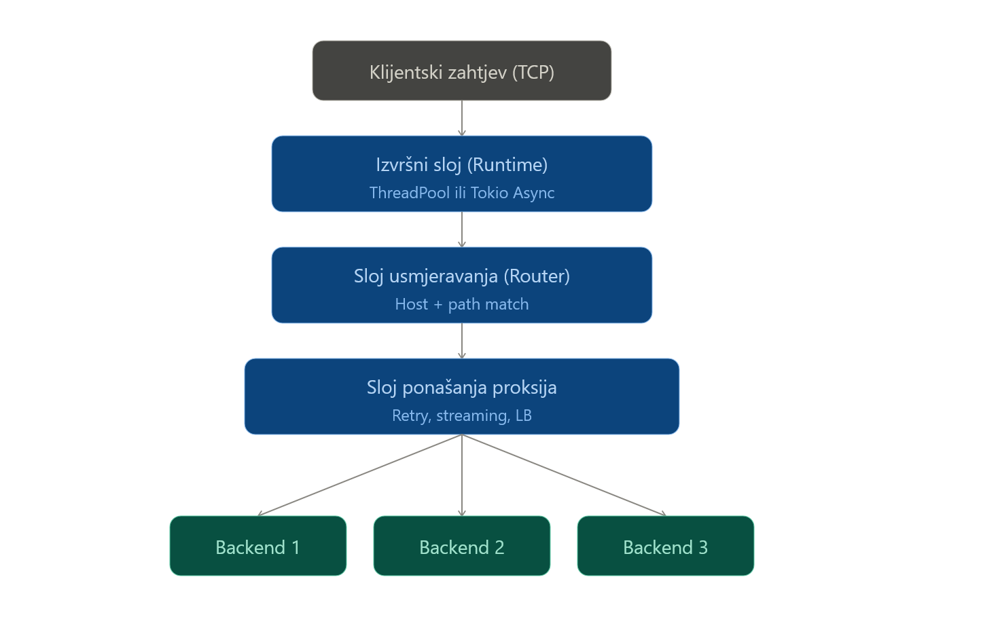 Klijentski zahtjev (TCP)
Izvršni sloj (Runtime)
ThreadPool ili Tokio Async
Sloj usmjeravanja (Router)
Host + path match
Sloj ponašanja proksija
Retry, streaming, LB
Backend 1
Backend 2
Backend 3